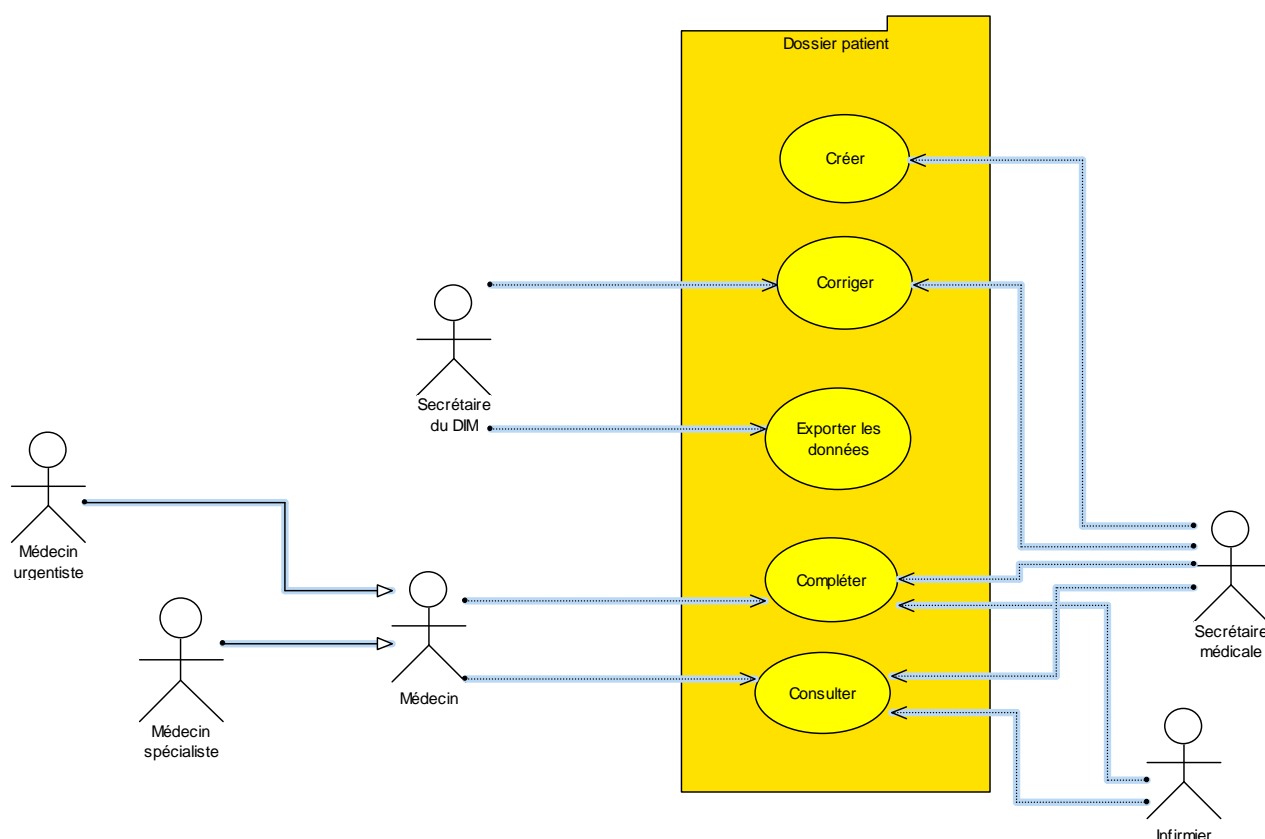 Dossier patient
Créer
Corriger
Secrétaire
du DIM
Exporter les
données
Médecin
urgentiste
Compléter
Secrétaire
médicale
Médecin
Consulter
Médecin
spécialiste
Infirmier